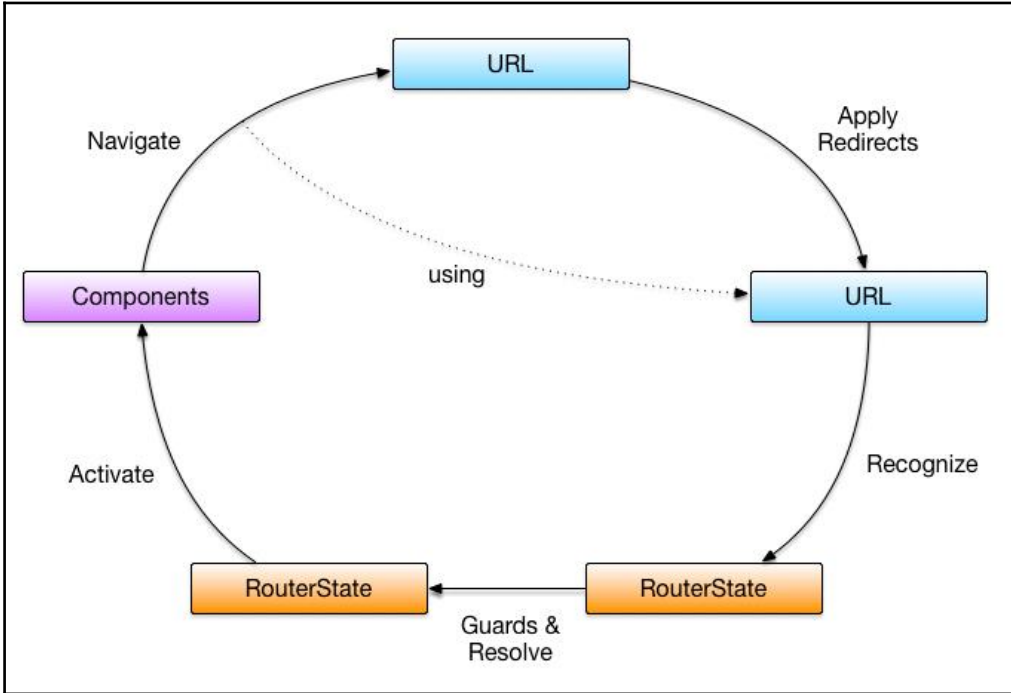 URL
Apply
Redirects
Navigate
using
Components
URL
Activate
Recognize
RouterState
RouterState
Guards &
Resolve